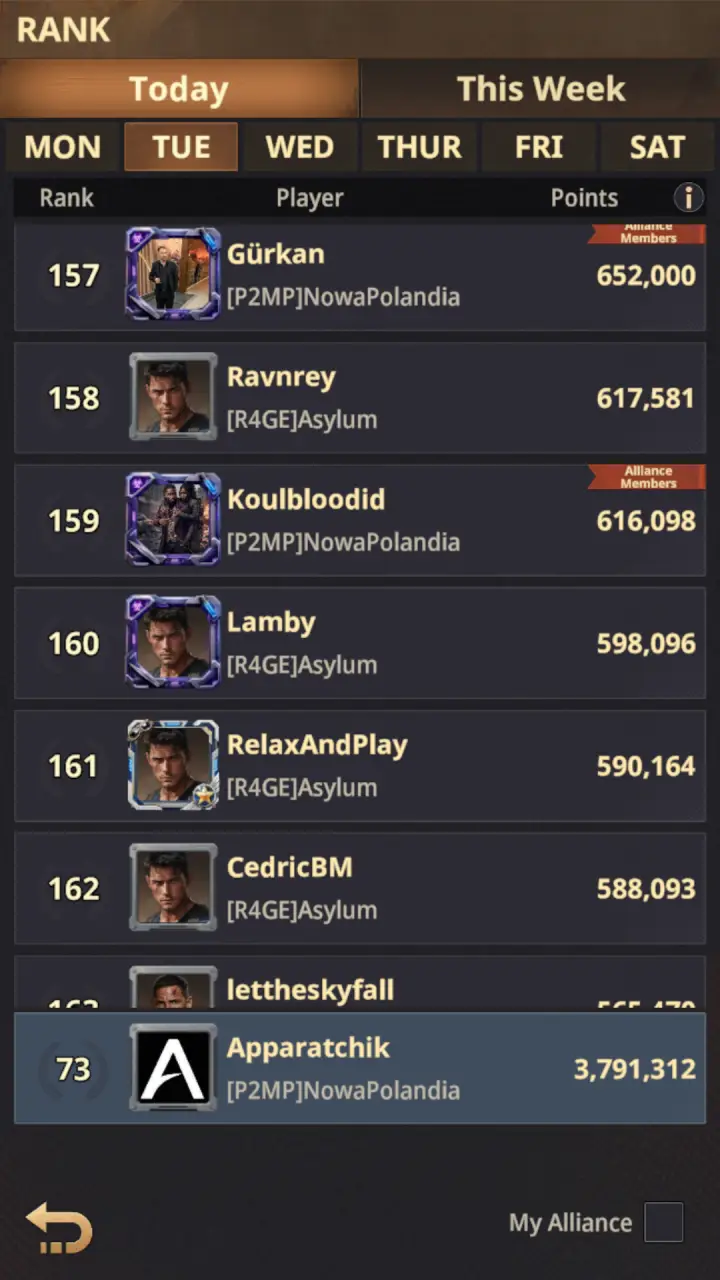 RANK
Today
This Week
MON
TUE
WED
THUR
FRI
SAT
Rank
Player
Points
Alliance
Members
157
Gürkan
[P2MP]NowaPolandia
652,000
158
Ravnrey
[R4GE]Asylum
617,581
Alliance
Members
159
Koulbloodid
[P2MP]NowaPolandia
616,098
160
Lamby
[R4GE]Asylum
598,096
161
RelaxAndPlay
[R4GE]Asylum
590,164
162
CedricBM
[R4GE]Asylum
588,093
163
lettheskyfall
73
Apparatchik
[P2MP]NowaPolandia
3,791,312
My Alliance